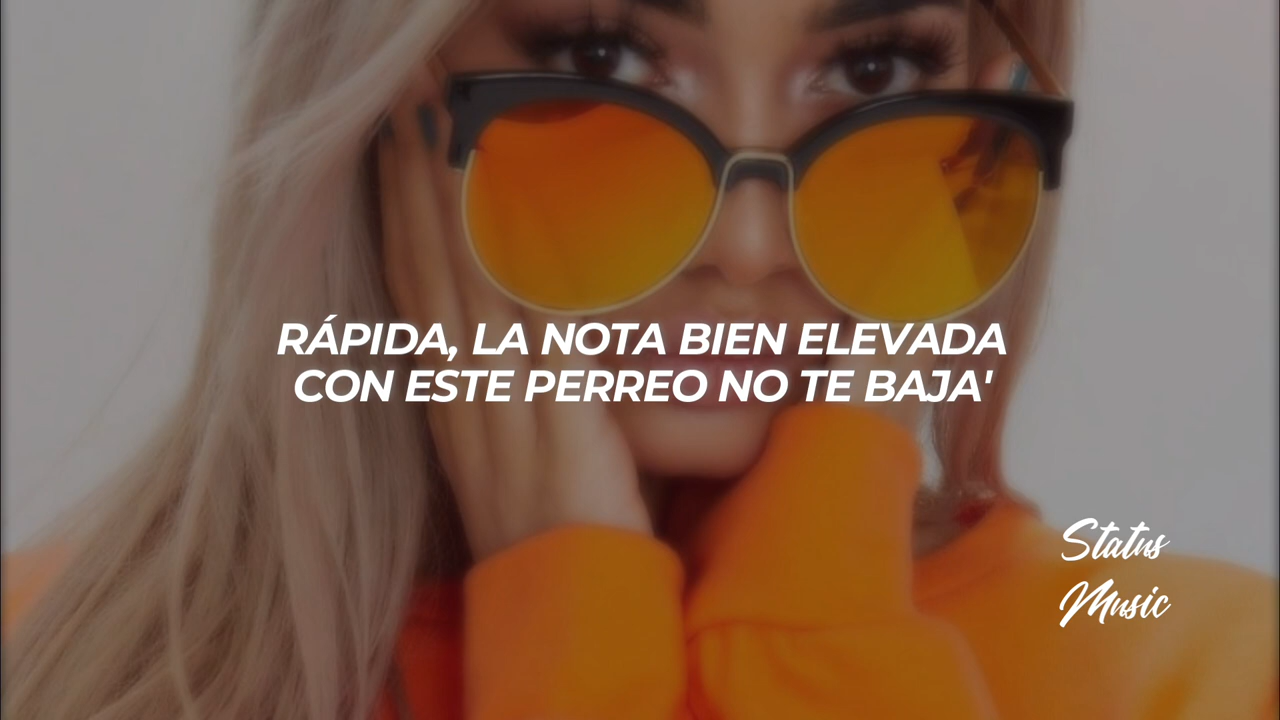 RÁPIDA, LA NOTA BIEN ELEVADA
CON ESTE PERREO NO TE BAJA'
Status
Music